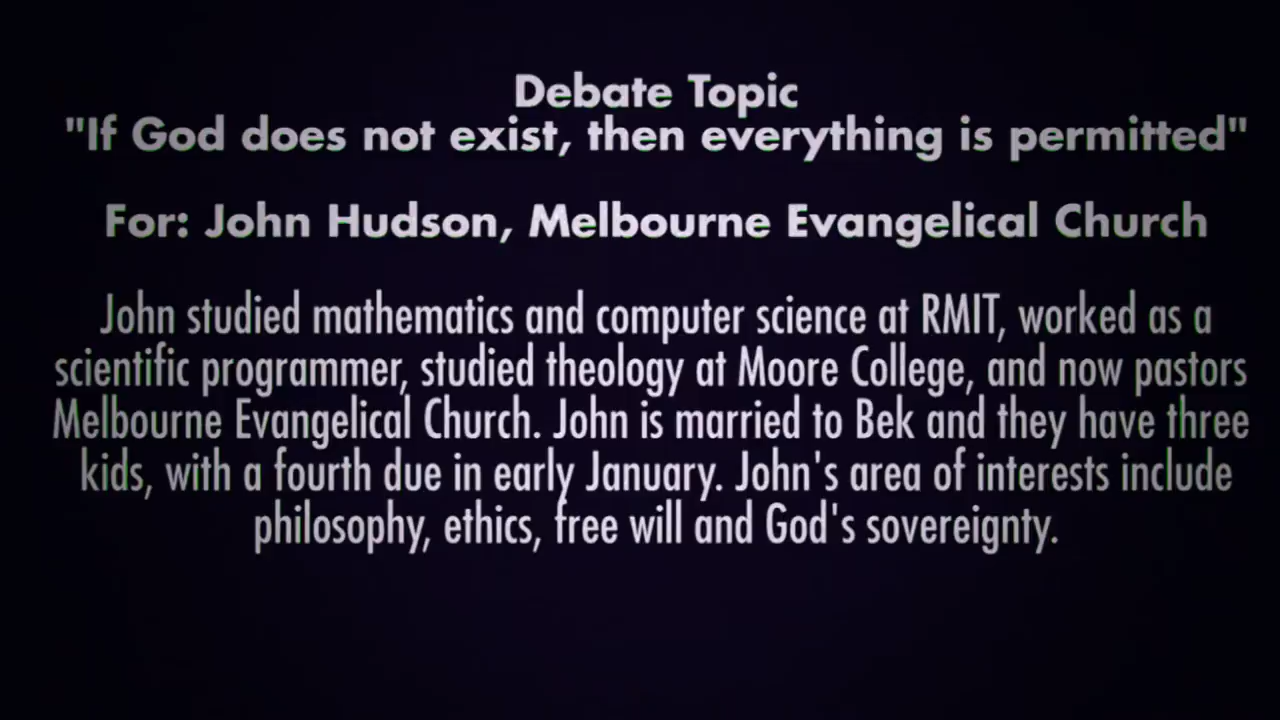 Debate Topic
"If God does not exist, then everything is permitted"
For: John Hudson, Melbourne Evangelical Church
John studied mathematics and computer science at RMIT, worked as a
scientific programmer, studied theology at Moore College, and now pastors
Melbourne Evangelical Church. John is married to Bek and they have three
kids, with a fourth due in early January. John's area of interests include
philosophy, ethics, free will and God's sovereignty.